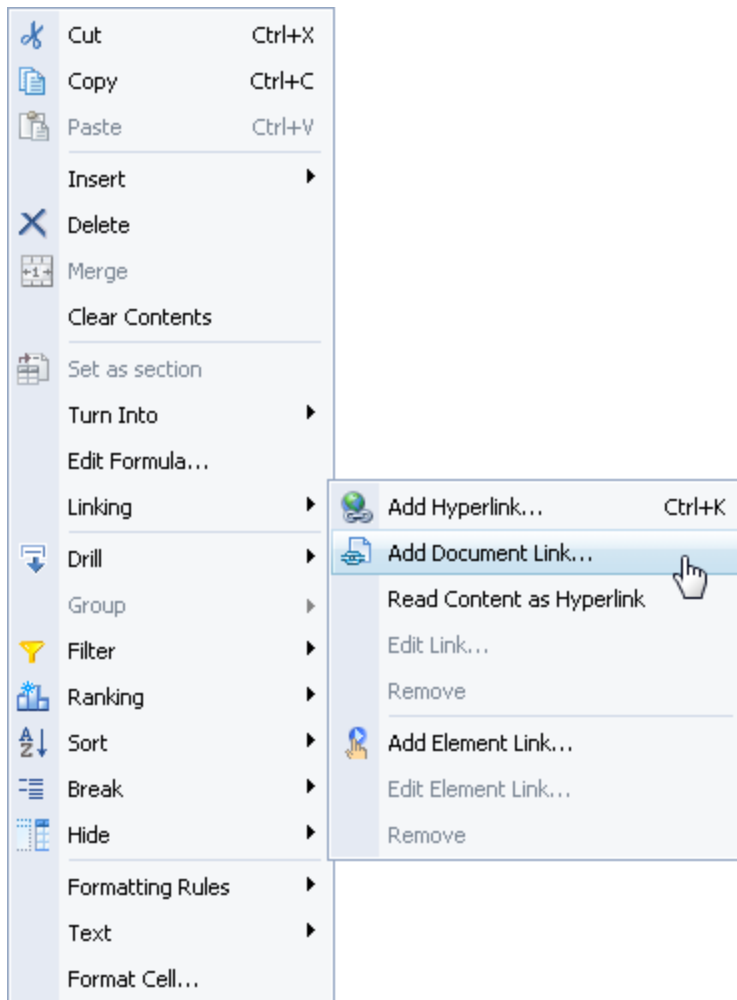 Cut Ctrl+X
Copy Ctrl+C
Paste Ctrl+V
Insert
Delete
Merge
Clear Contents
Set as section
Turn Into
Edit Formula...
Linking
Drill
Group
Filter
Ranking
Sort
Break
Hide
Formatting Rules
Text
Format Cell...
Add Hyperlink... Ctrl+K
Add Document Link...
Read Content as Hyperlink
Edit Link...
Remove
Add Element Link...
Edit Element Link...
Remove